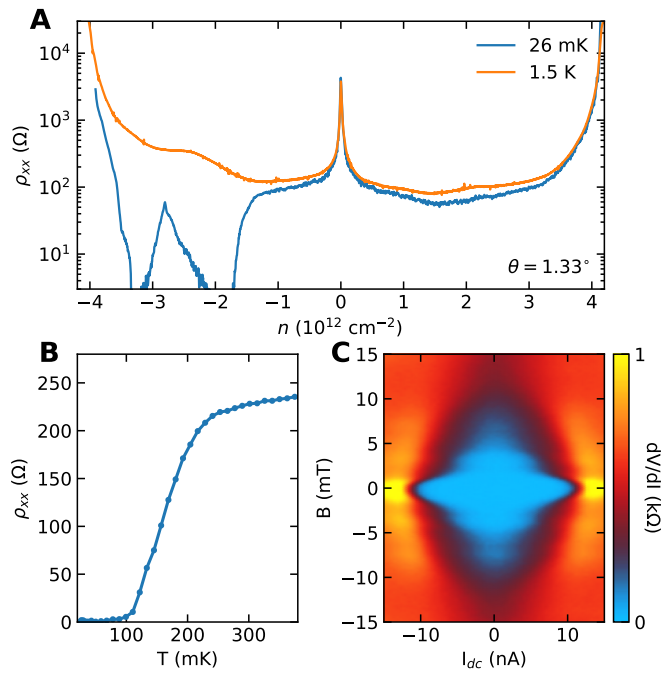 A
26 mK
1.5 K
10⁴
10³
10²
10¹
ρxx (Ω)
θ = 1.33°
−4 −3 −2 −1 0 1 2 3 4
n (10¹² cm⁻²)
B
250
200
150
100
50
0
ρxx (Ω)
100 200 300
T (mK)
C
15
10
5
0
−5
−10
−15
B (mT)
−10 0 10
I_dc (nA)
1
0
dV/dI (kΩ)